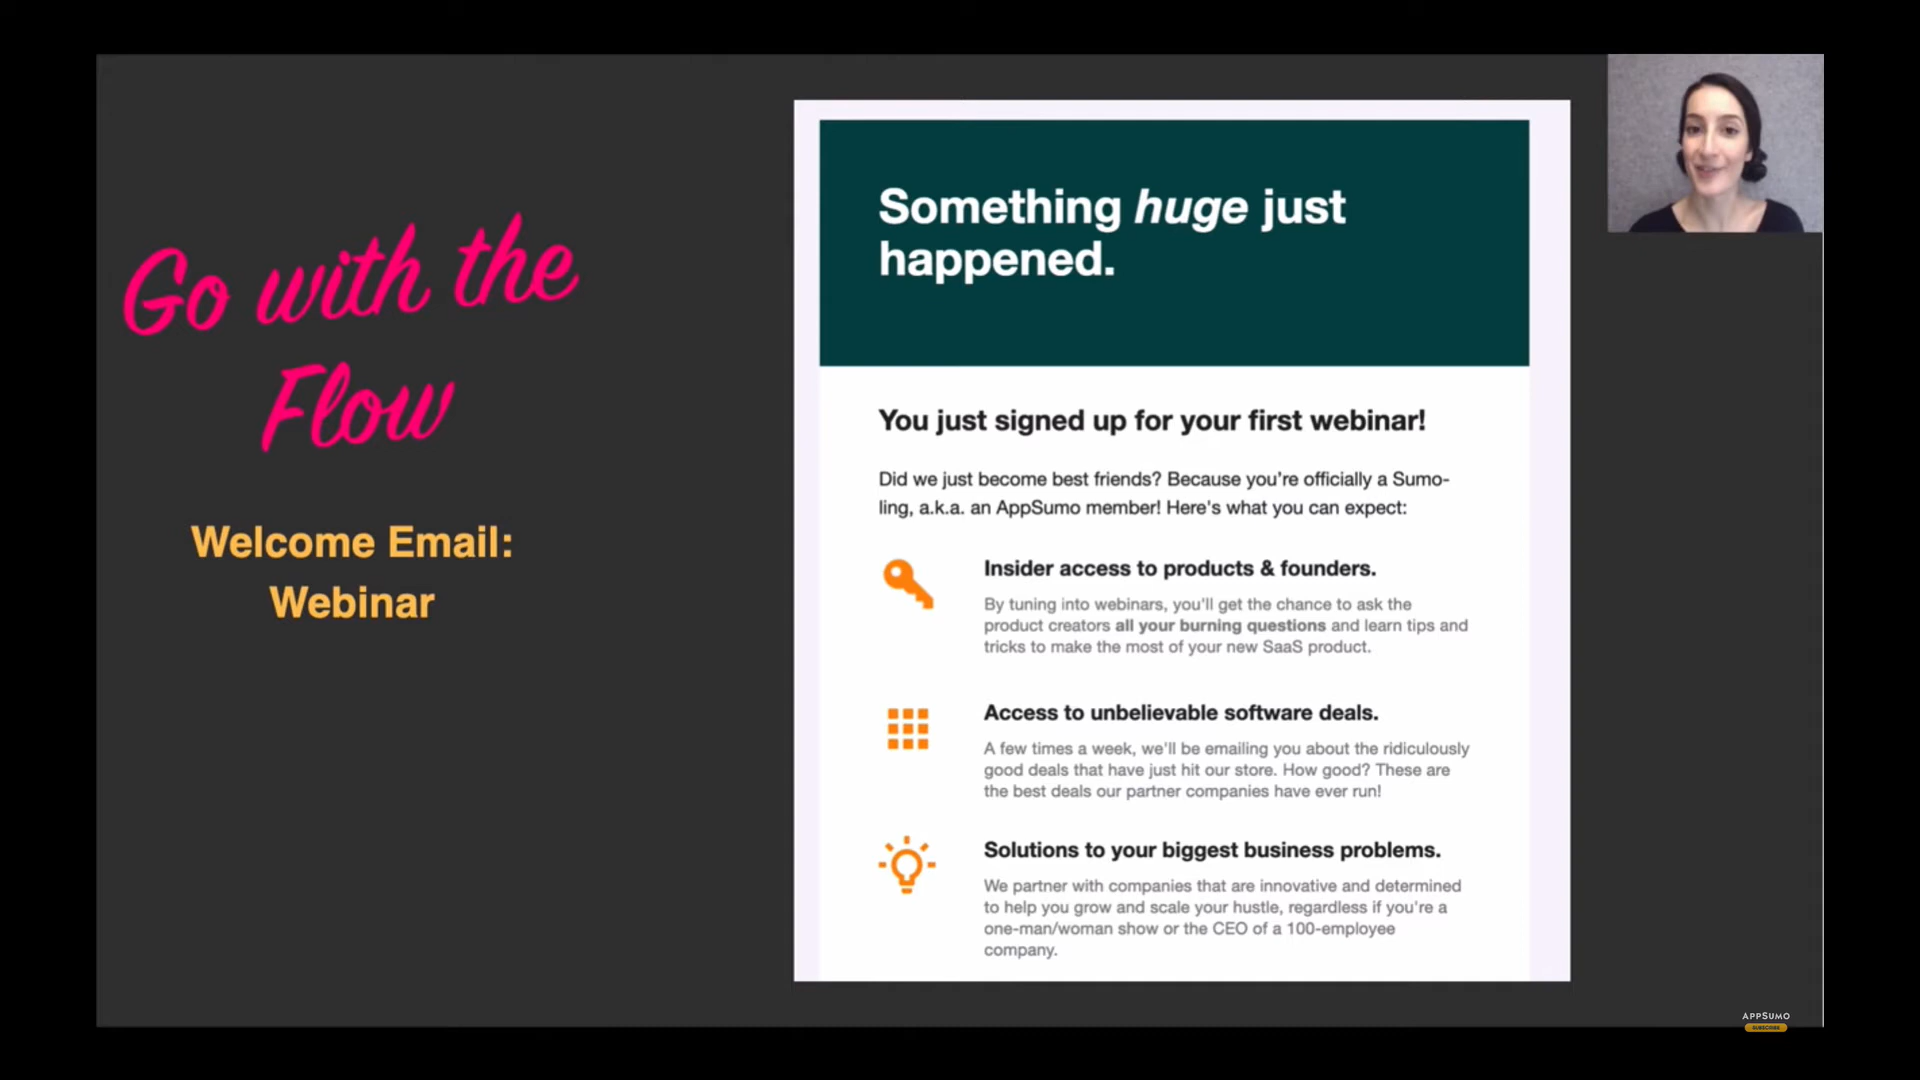 Go with the
Flow
Welcome Email:
Webinar
Something huge just
happened.
You just signed up for your first webinar!
Did we just become best friends? Because you're officially a Sumo-
ling, a.k.a. an AppSumo member! Here's what you can expect:
Insider access to products & founders.
By tuning into webinars, you'll get the chance to ask the
product creators all your burning questions and learn tips and
tricks to make the most of your new SaaS product.
Access to unbelievable software deals.
A few times a week, we'll be emailing you about the ridiculously
good deals that have just hit our store. How good? These are
the best deals our partner companies have ever run!
Solutions to your biggest business problems.
We partner with companies that are innovative and determined
to help you grow and scale your hustle, regardless if you're a
one-man/woman show or the CEO of a 100-employee
company.
APPSUMO
SUBSCRIBE